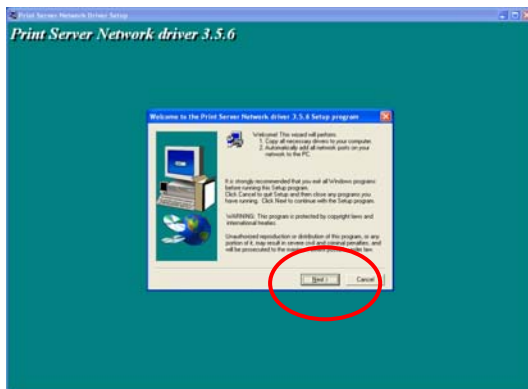 Print Server Network Driver Setup
Print Server Network driver 3.5.6
Welcome to the Print Server Network driver 3.5.6 Setup program
Welcome! This wizard will perform:
1. Copy all necessary drivers to your computer.
2. Automatically add all network ports on your
network to the PC.
It is strongly recommended that you exit all Windows programs
before running this Setup program.
Click Cancel to quit Setup and then close any programs you
have running. Click Next to continue with the Setup program.
WARNING: This program is protected by copyright laws and
international treaties.
Unauthorized reproduction or distribution of this program, or any
portion of it, may result in severe civil and criminal penalties, and
will be prosecuted to the maximum extent possible under law.
Next >
Cancel